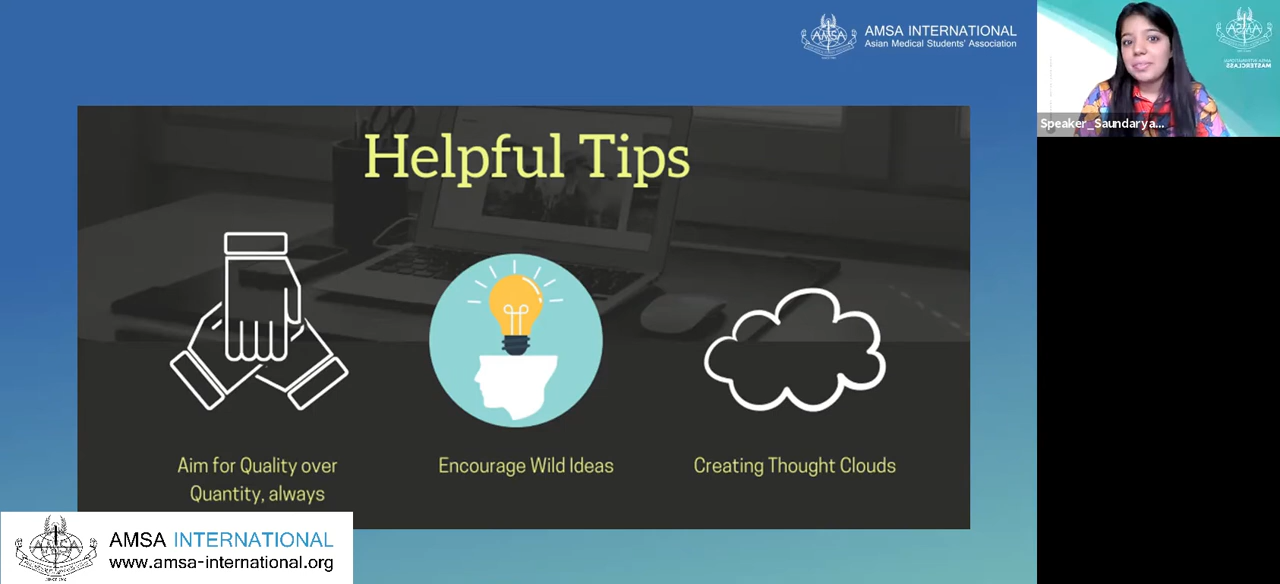 AMSA INTERNATIONAL
Asian Medical Students' Association
Speaker_Saundarya...
Helpful Tips
Aim for Quality over
Quantity, always
Encourage Wild Ideas
Creating Thought Clouds
AMSA INTERNATIONAL
www.amsa-international.org